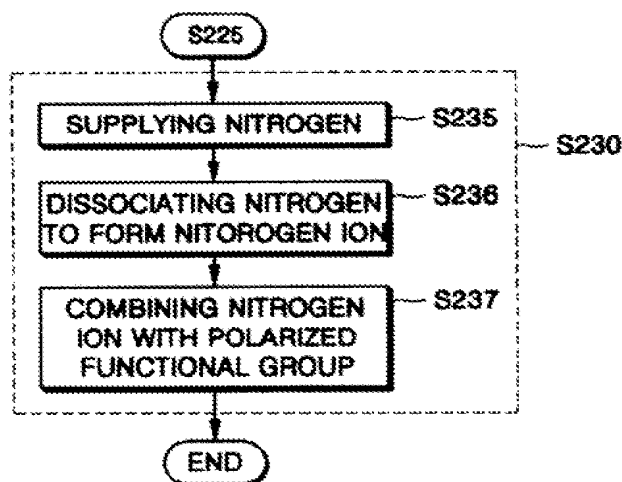 S225
SUPPLYING NITROGEN
S235
S230
DISSOCIATING NITROGEN
TO FORM NITOROGEN ION
S236
COMBINING NITROGEN
ION WITH POLARIZED
FUNCTIONAL GROUP
S237
END